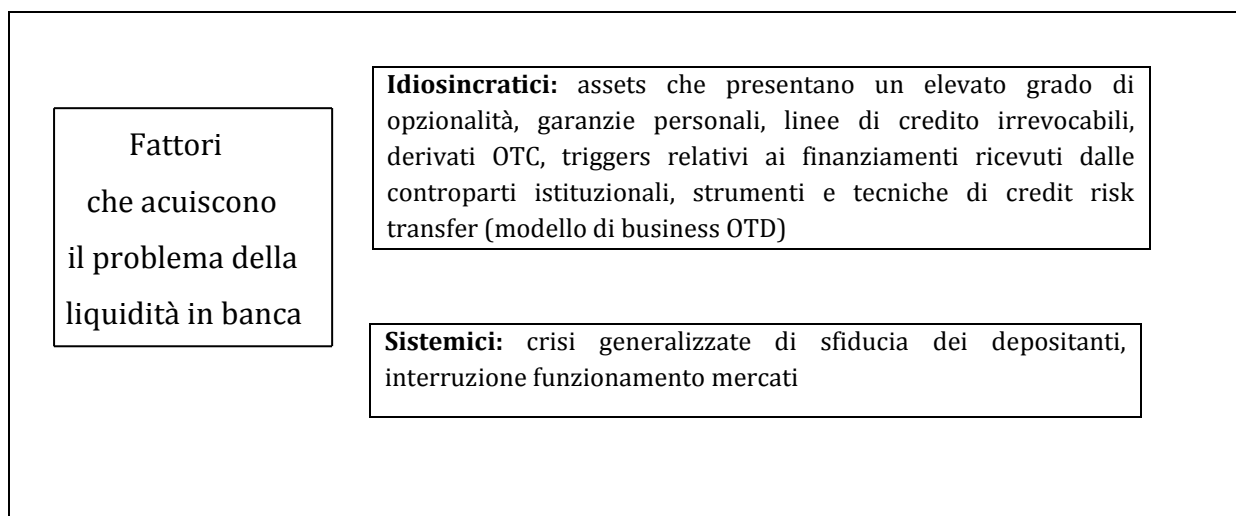 Fattori
che acuiscono
il problema della
liquidità in banca
Idiosincratici: assets che presentano un elevato grado di
opzionalità, garanzie personali, linee di credito irrevocabili,
derivati OTC, triggers relativi ai finanziamenti ricevuti dalle
controparti istituzionali, strumenti e tecniche di credit risk
transfer (modello di business OTD)
Sistemici: crisi generalizzate di sfiducia dei depositanti,
interruzione funzionamento mercati